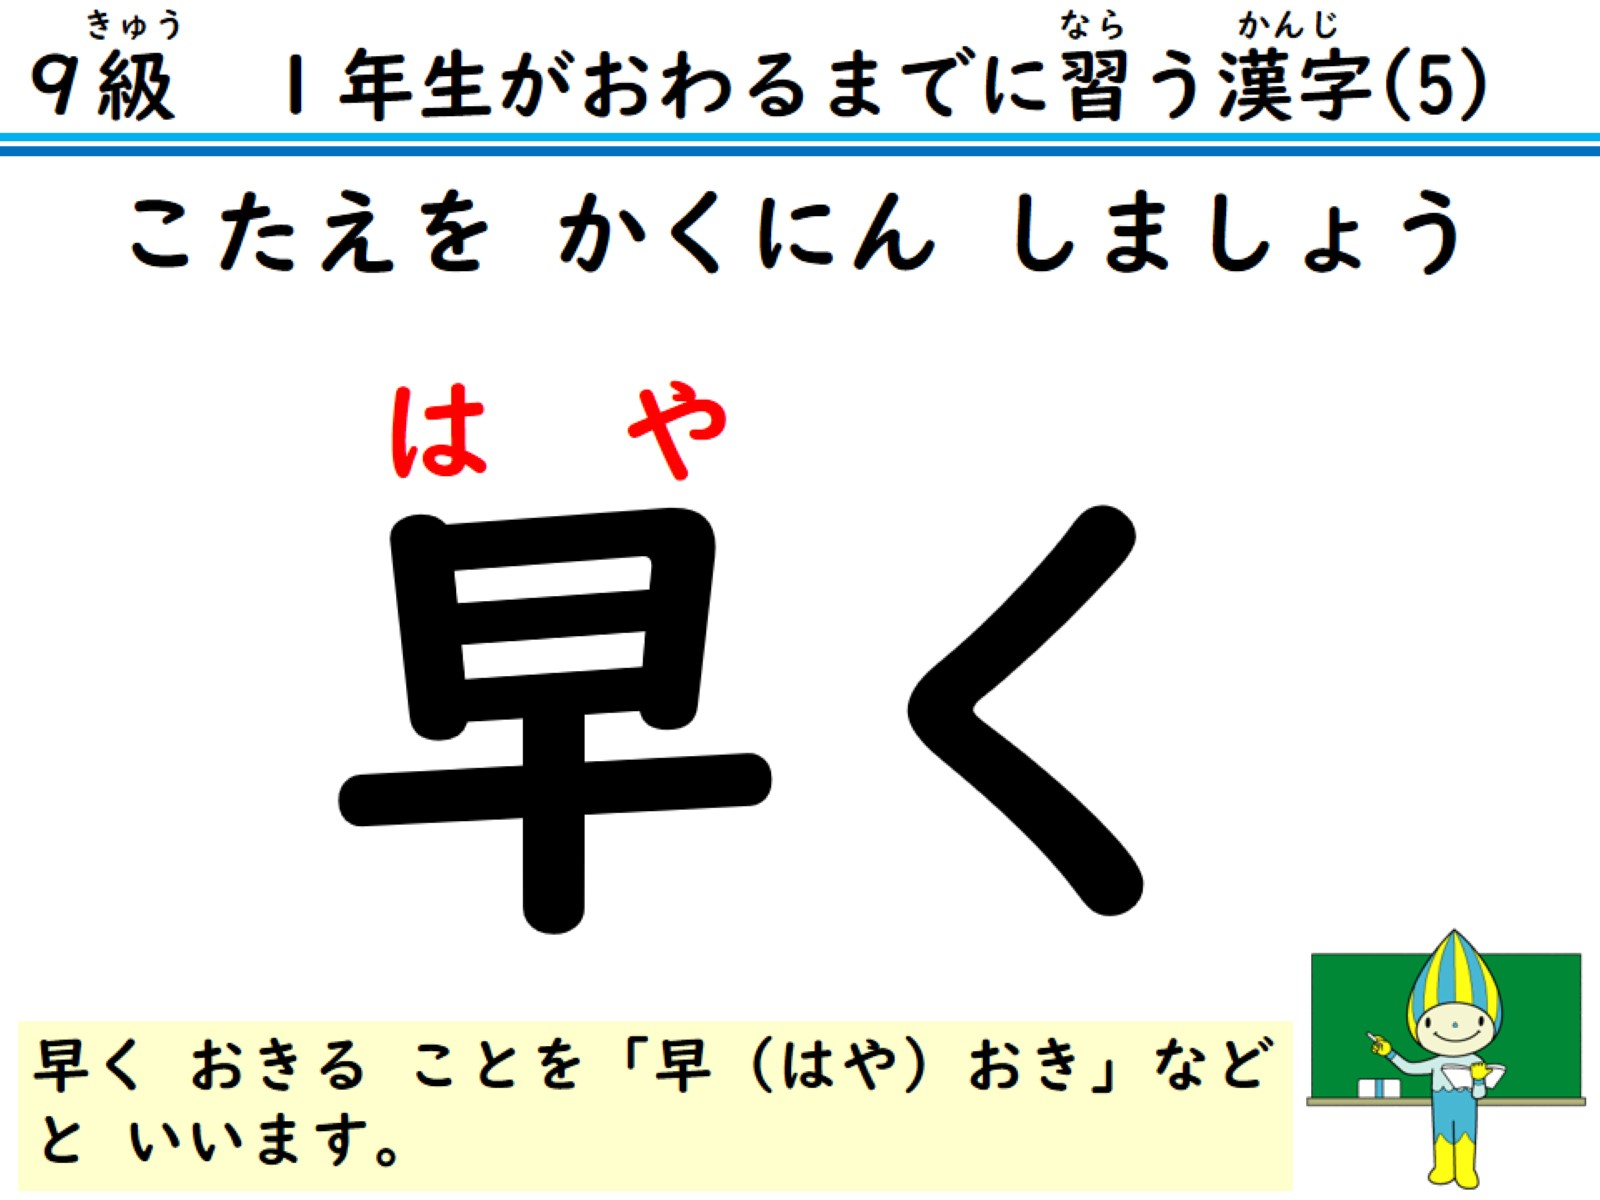 きゅう なら かんじ
9級 1年生がおわるまでに習う漢字(5)
こたえを かくにん しましょう
はや
早く
早く おきる ことを「早（はや）おき」など
と いいます。